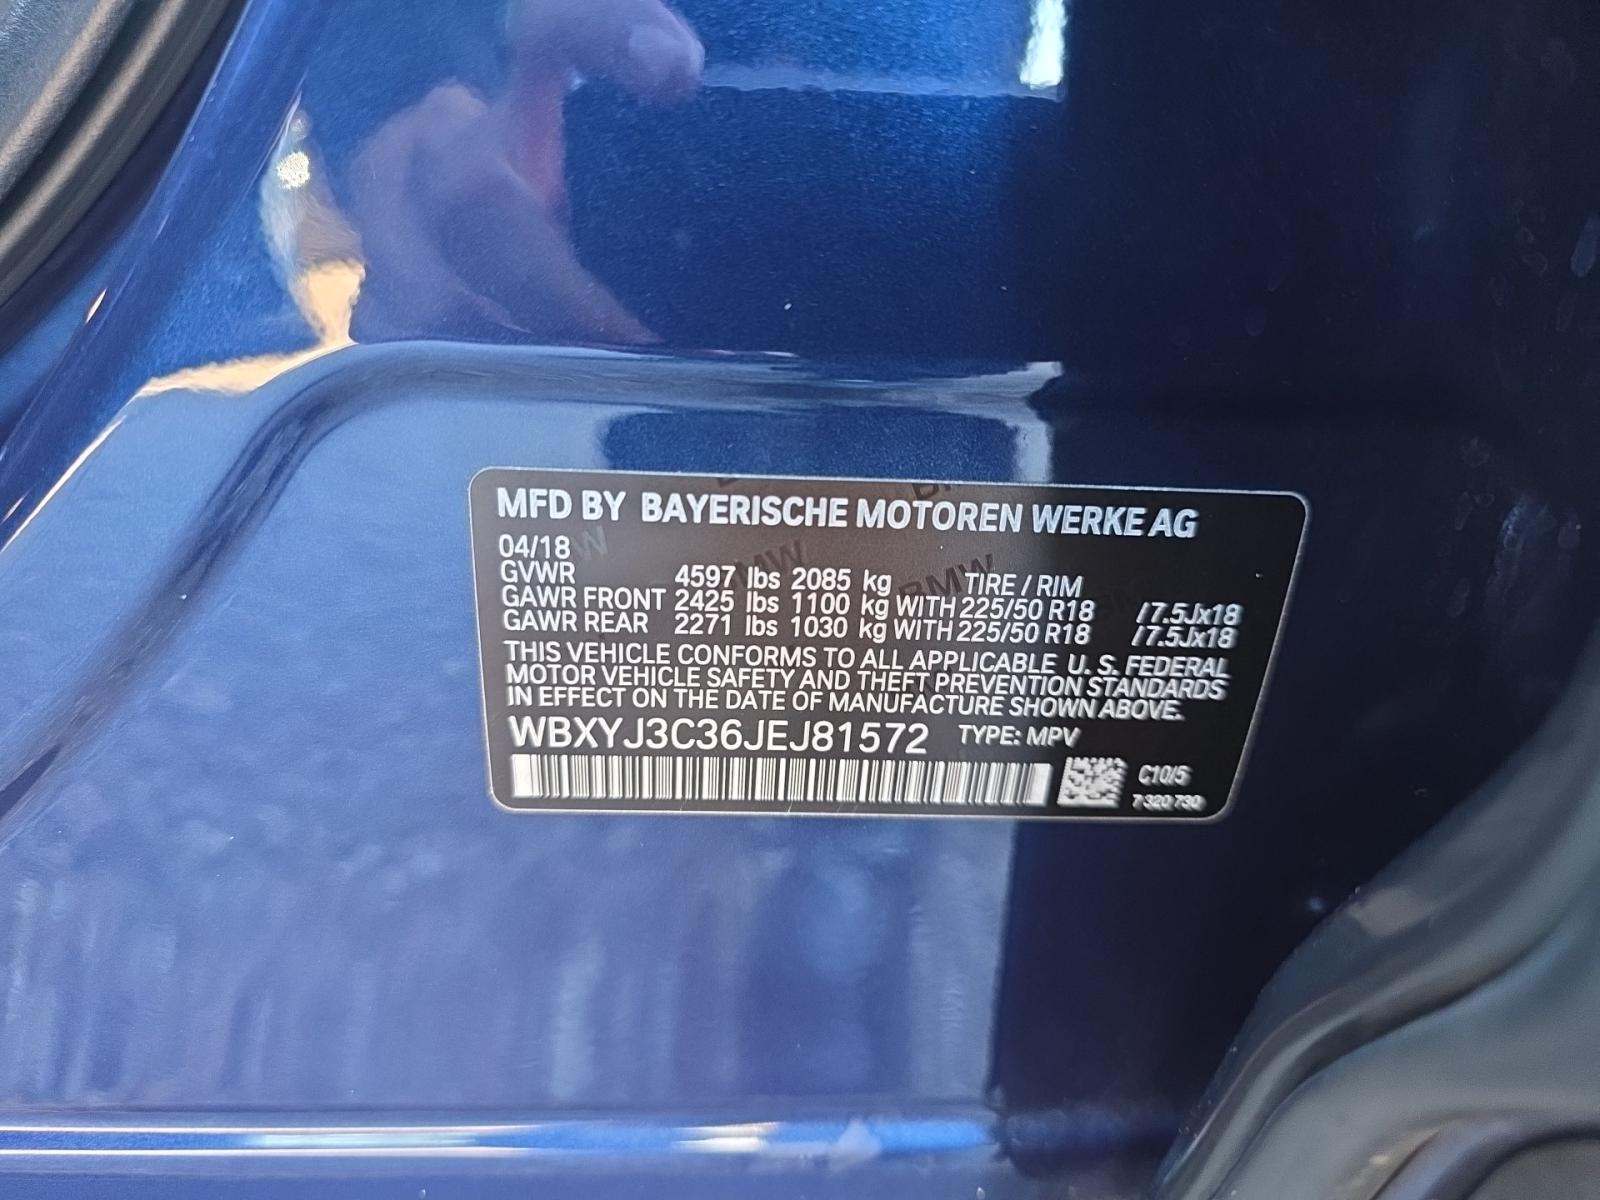 MFD BY BAYERISCHE MOTOREN WERKE AG
04/18
GVWR 4597 lbs 2085 kg TIRE / RIM
GAWR FRONT 2425 lbs 1100 kg WITH 225/50 R18 / 7.5Jx18
GAWR REAR 2271 lbs 1030 kg WITH 225/50 R18 / 7.5Jx18
THIS VEHICLE CONFORMS TO ALL APPLICABLE U. S. FEDERAL
MOTOR VEHICLE SAFETY AND THEFT PREVENTION STANDARDS
IN EFFECT ON THE DATE OF MANUFACTURE SHOWN ABOVE.
WBXYJ3C36JEJ81572 TYPE: MPV
C10/5
7 320 730